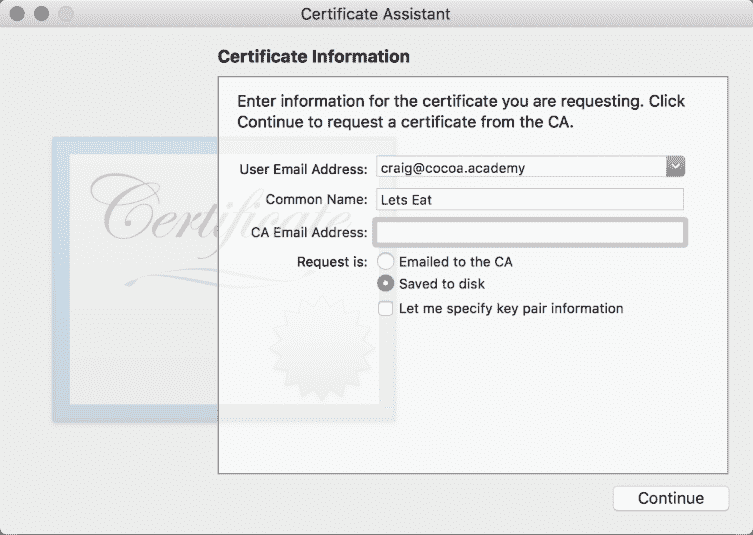 Certificate Assistant
Certificate Information
Enter information for the certificate you are requesting. Click
Continue to request a certificate from the CA.
User Email Address: craig@cocoa.academy
Common Name: Lets Eat
CA Email Address:
Request is: Emailed to the CA
Saved to disk
Let me specify key pair information
Certificate
Continue